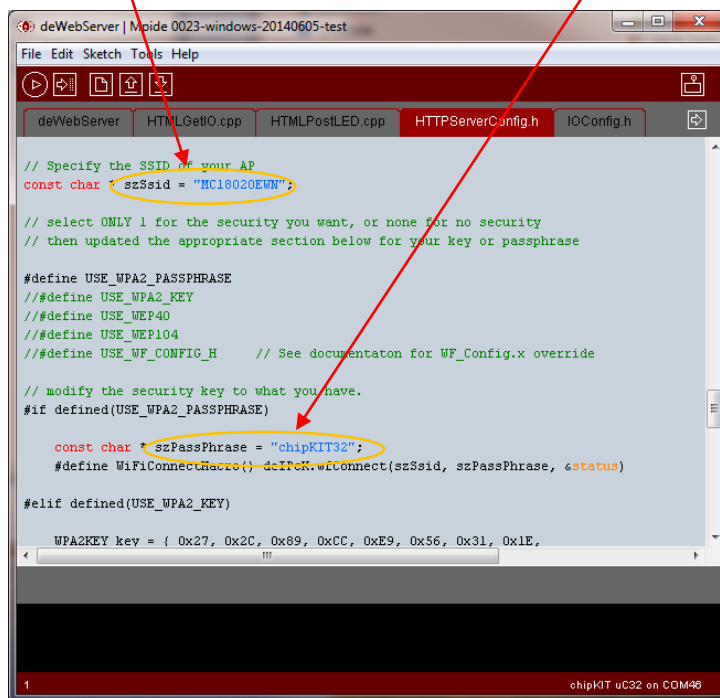 deWebServer | Mpide 0023-windows-20140605-test
File Edit Sketch Tools Help
deWebServer HTMLGetIO.cpp HTMLPostLED.cpp HTTPServerConfig.h IOConfig.h
// Specify the SSID of your AP
const char * szSsid = "MC18020EWN";
// select ONLY 1 for the security you want, or none for no security
// then updated the appropriate section below for your key or passphrase
#define USE_WPA2_PASSPHRASE
//#define USE_WPA2_KEY
//#define USE_WEP40
//#define USE_WEP104
//#define USE_WF_CONFIG_H // See documentaton for WF_Config.x override
// modify the security key to what you have.
#if defined(USE_WPA2_PASSPHRASE)
const char * szPassPhrase = "chipKIT32";
#define WiFiConnectMacro() deIPcK.wfConnect(szSsid, szPassPhrase, &status)
#elif defined(USE_WPA2_KEY)
WPA2KEY key = { 0x27, 0x2C, 0x89, 0xCC, 0xE9, 0x56, 0x31, 0x1E,
1 chipKIT uC32 on COM46